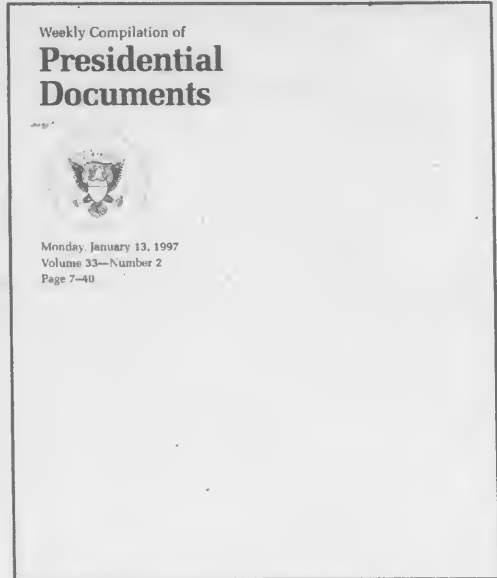 Weekly Compilation of
Presidential
Documents
Monday, January 13, 1997
Volume 33—Number 2
Page 7–40